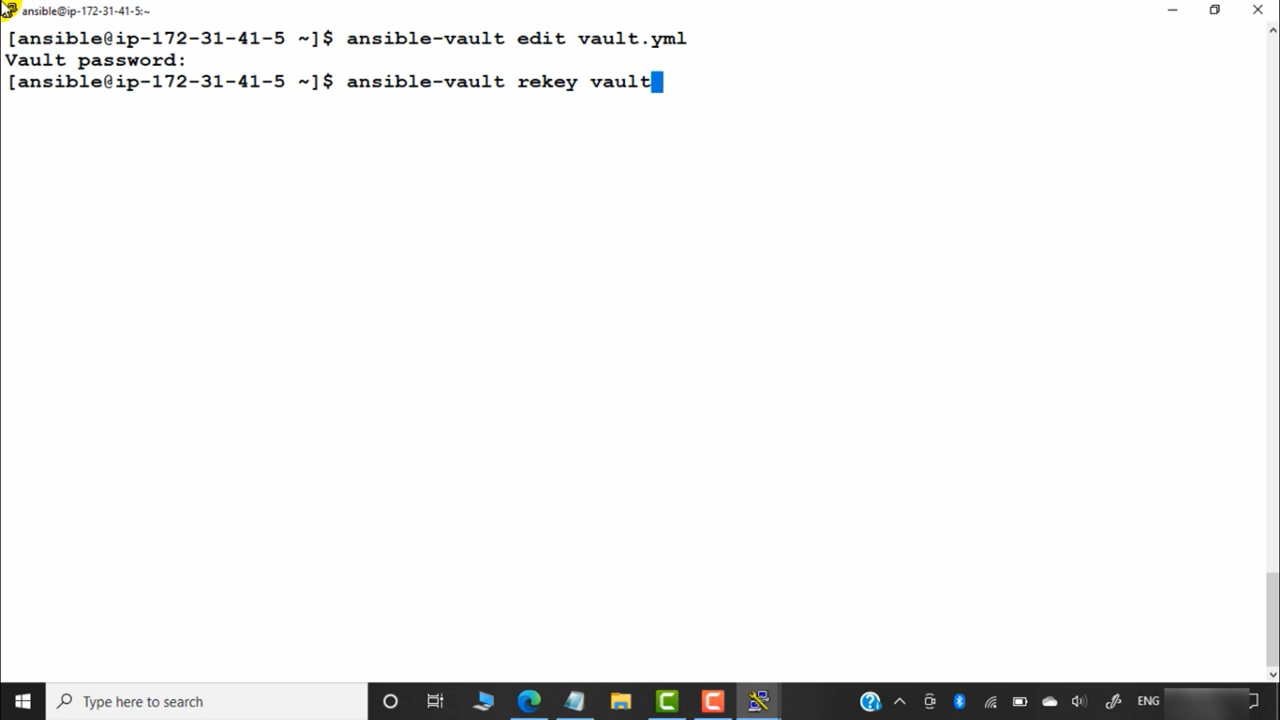 ansible@ip-172-31-41-5:~
[ansible@ip-172-31-41-5 ~]$ ansible-vault edit vault.yml
Vault password:
[ansible@ip-172-31-41-5 ~]$ ansible-vault rekey vault
Type here to search
ENG